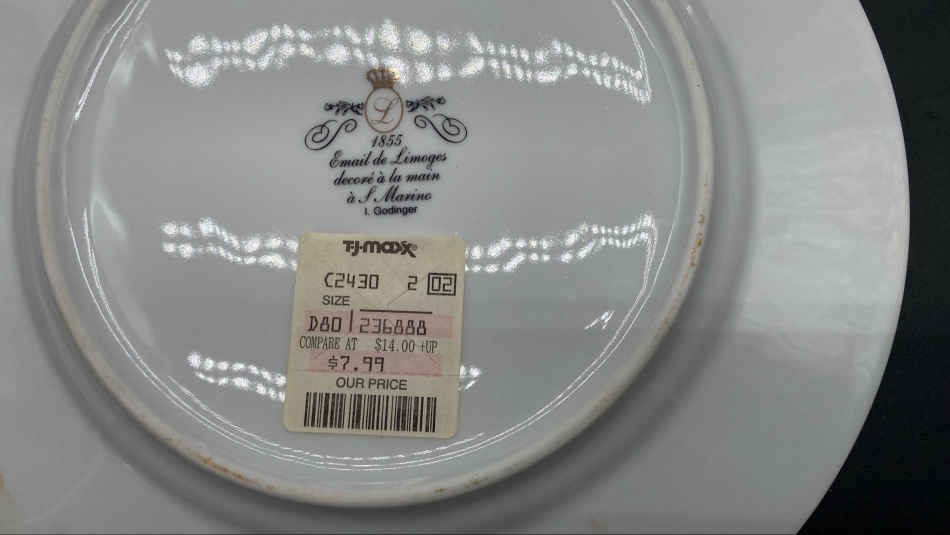 L
1855
Email de Limoges
decoré à la main
à S. Marino
I. Godinger
T·J·maxx®
C2430 2 02
SIZE
D80 236888
COMPARE AT $14.00 +UP
$7.99
OUR PRICE